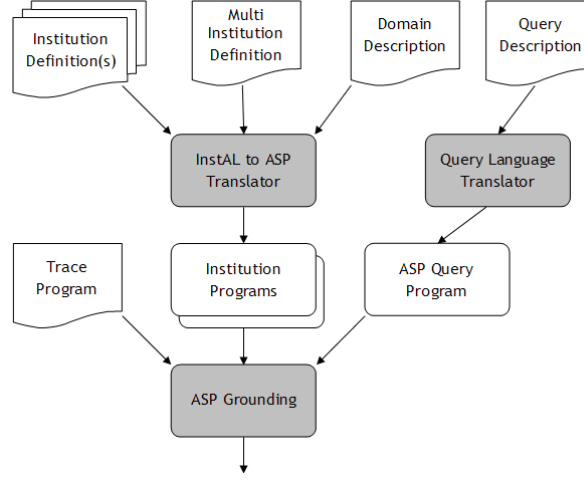 Institution
Definition(s)
Multi
Institution
Definition
Domain
Description
Query
Description
InstAL to ASP
Translator
Query Language
Translator
Trace
Program
Institution
Programs
ASP Query
Program
ASP Grounding